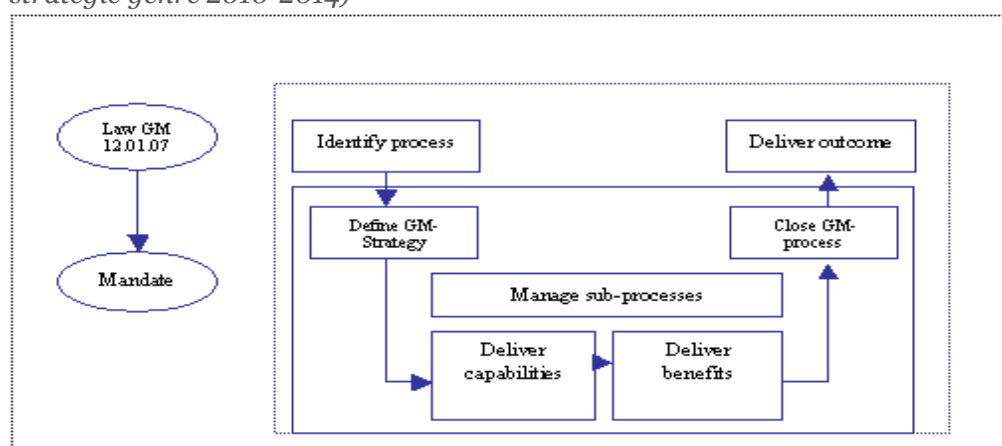 strategic genre 2010-2014)
Law GM
12.01.07
Mandate
Identify process
Deliver outcome
Define GM-
Strategy
Close GM-
process
Manage sub-processes
Deliver
capabilities
Deliver
benefits